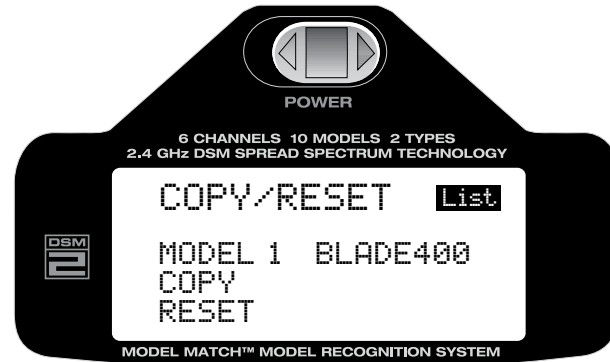 POWER
6 CHANNELS 10 MODELS 2 TYPES
2.4 GHz DSM SPREAD SPECTRUM TECHNOLOGY
COPY/RESET List
DSM
2
MODEL 1 BLADE400
COPY
RESET
MODEL MATCH™ MODEL RECOGNITION SYSTEM